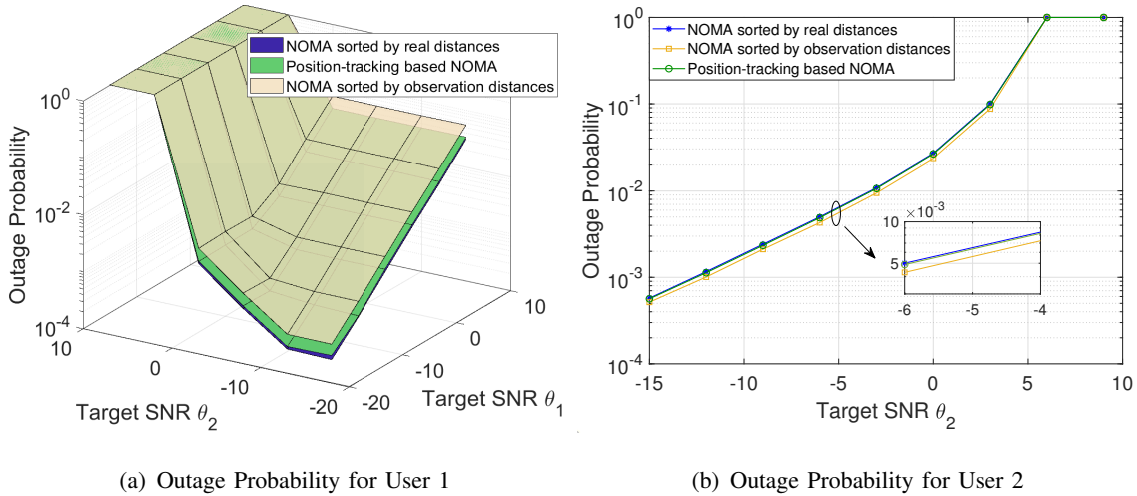 NOMA sorted by real distances
Position-tracking based NOMA
NOMA sorted by observation distances
10^0
10^-2
10^-4
Outage Probability
10
0
-10
-20
Target SNR θ_2
-20
-10
0
10
Target SNR θ_1
(a) Outage Probability for User 1
NOMA sorted by real distances
NOMA sorted by observation distances
Position-tracking based NOMA
10^0
10^-1
10^-2
10^-3
10^-4
Outage Probability
10 × 10^-3
5
-6
-5
-4
-15
-10
-5
0
5
10
Target SNR θ_2
(b) Outage Probability for User 2